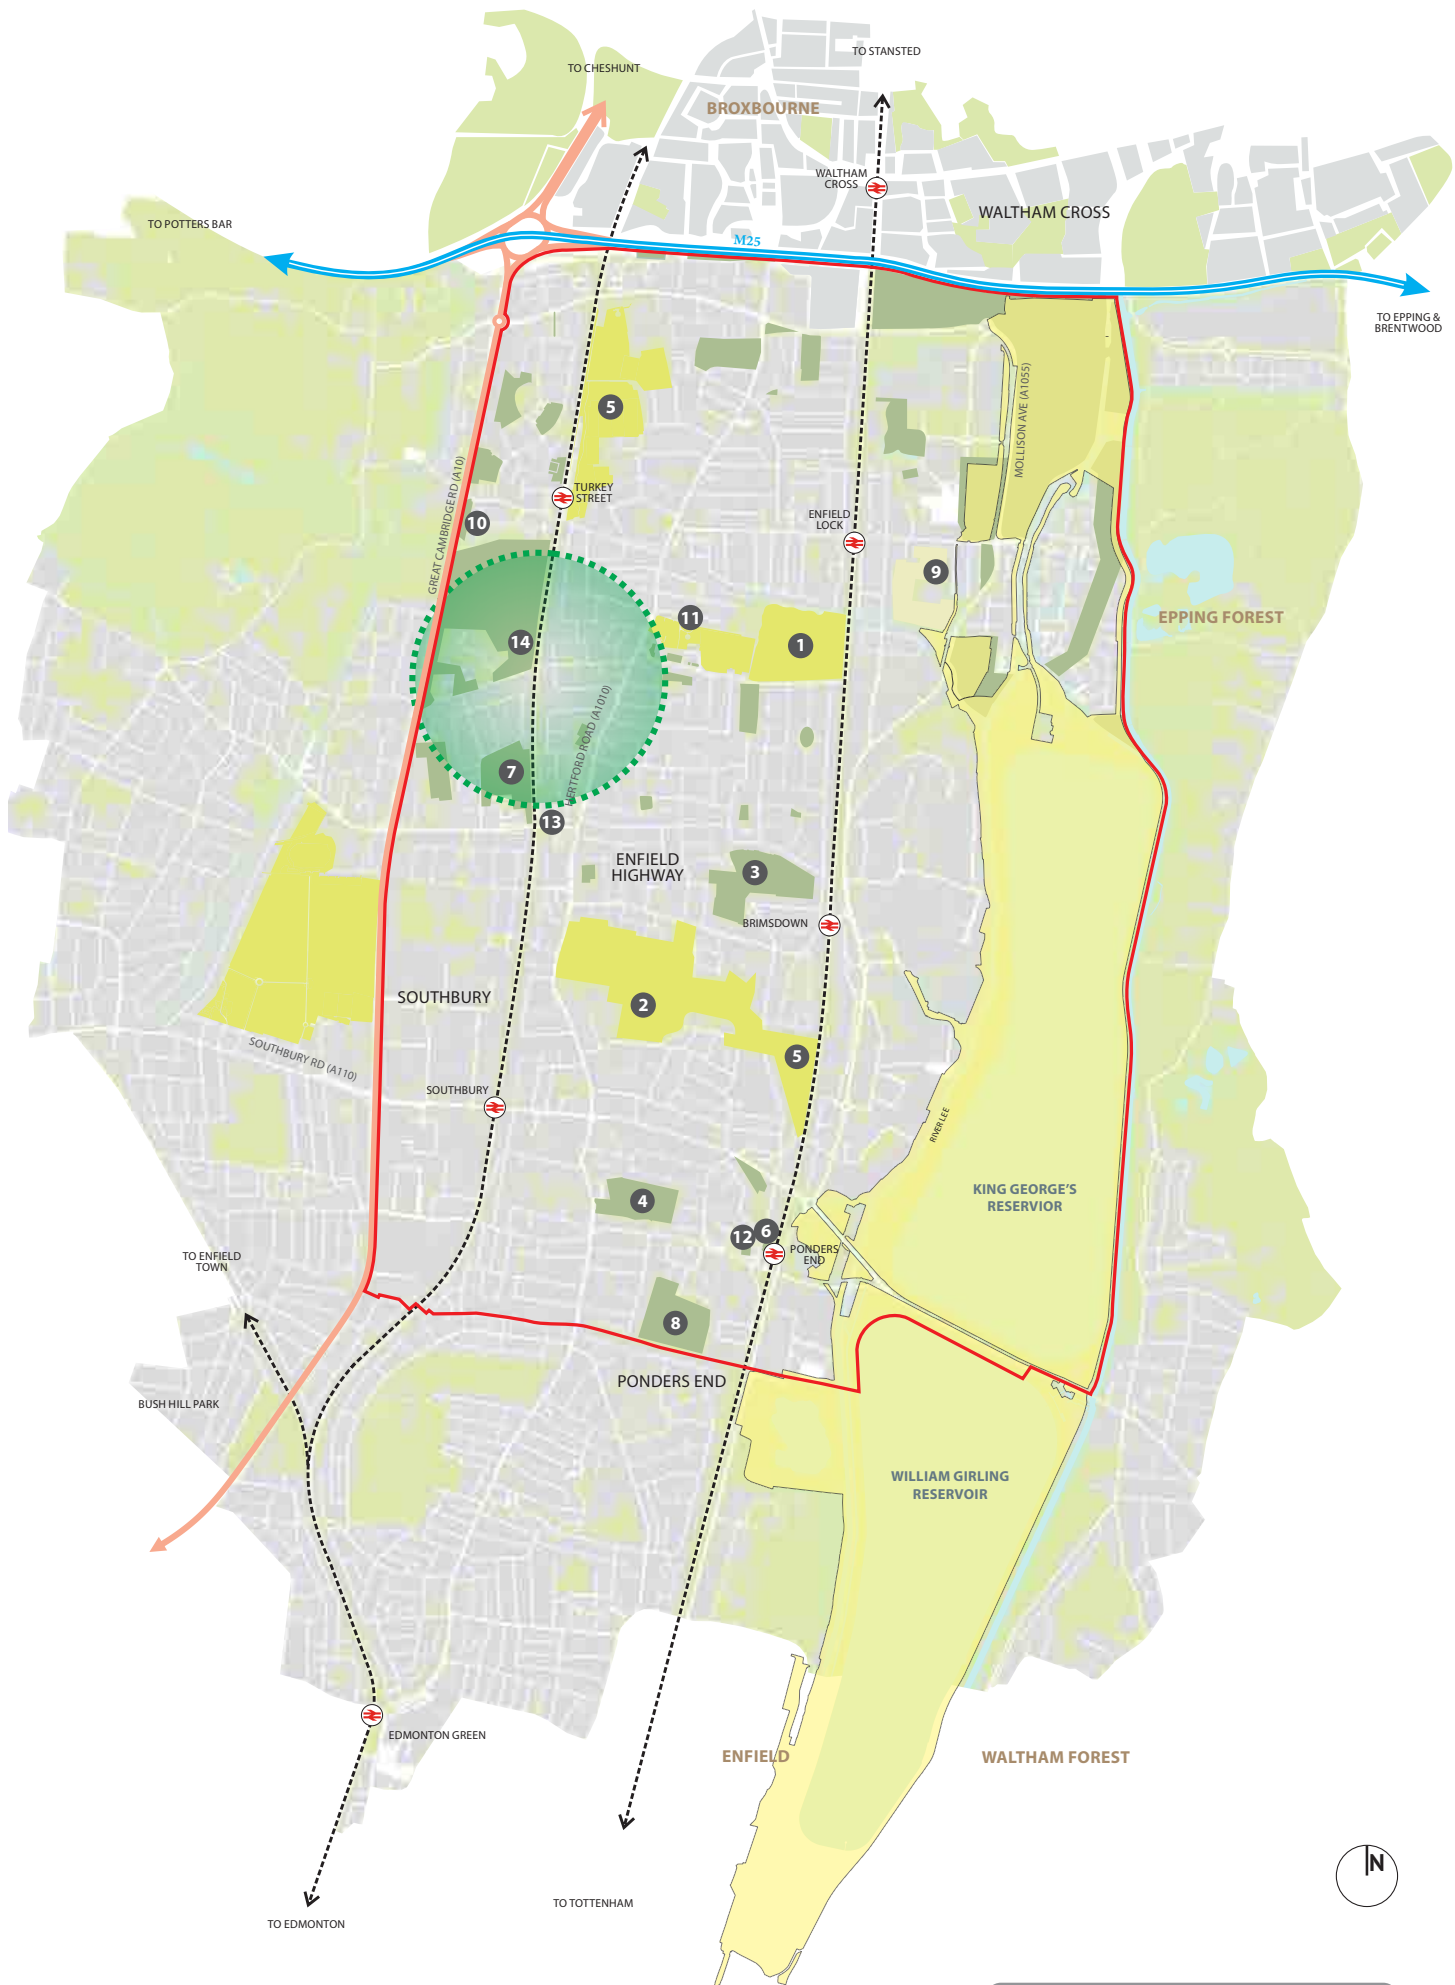 TO STANSTED
TO CHESHUNT
BROXBOURNE
WALTHAM
CROSS
WALTHAM CROSS
TO POTTERS BAR
M25
TO EPPING &
BRENTWOOD
MOLLISON AVE (A1055)
5
GREAT CAMBRIDGE RD (A10)
TURKEY
STREET
10
ENFIELD
LOCK
9
EPPING FOREST
11
14
1
HERTFORD ROAD (A1010)
7
13
ENFIELD
HIGHWAY
3
BRIMSDOWN
SOUTHBURY
2
SOUTHBURY RD (A110)
5
SOUTHBURY
RIVER LEE
KING GEORGE'S
RESERVIOR
4
12
6
PONDERS
END
TO ENFIELD
TOWN
8
PONDERS END
BUSH HILL PARK
WILLIAM GIRLING
RESERVOIR
EDMONTON GREEN
ENFIELD
WALTHAM FOREST
N
TO TOTTENHAM
TO EDMONTON